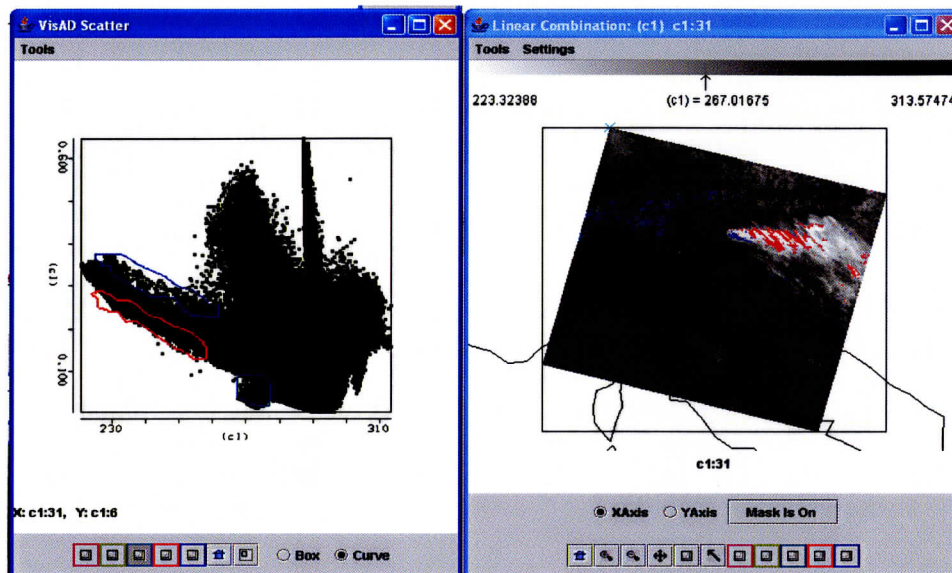 VisAD Scatter
Tools
0.600
(c1)
0.100
230
310
(c1)
X: c1:31, Y: c1:6
Box
Curve
Linear Combination: (c1) c1:31
Tools Settings
223.32388
(c1) = 267.01675
313.57474
c1:31
XAxis
YAxis
Mask Is On